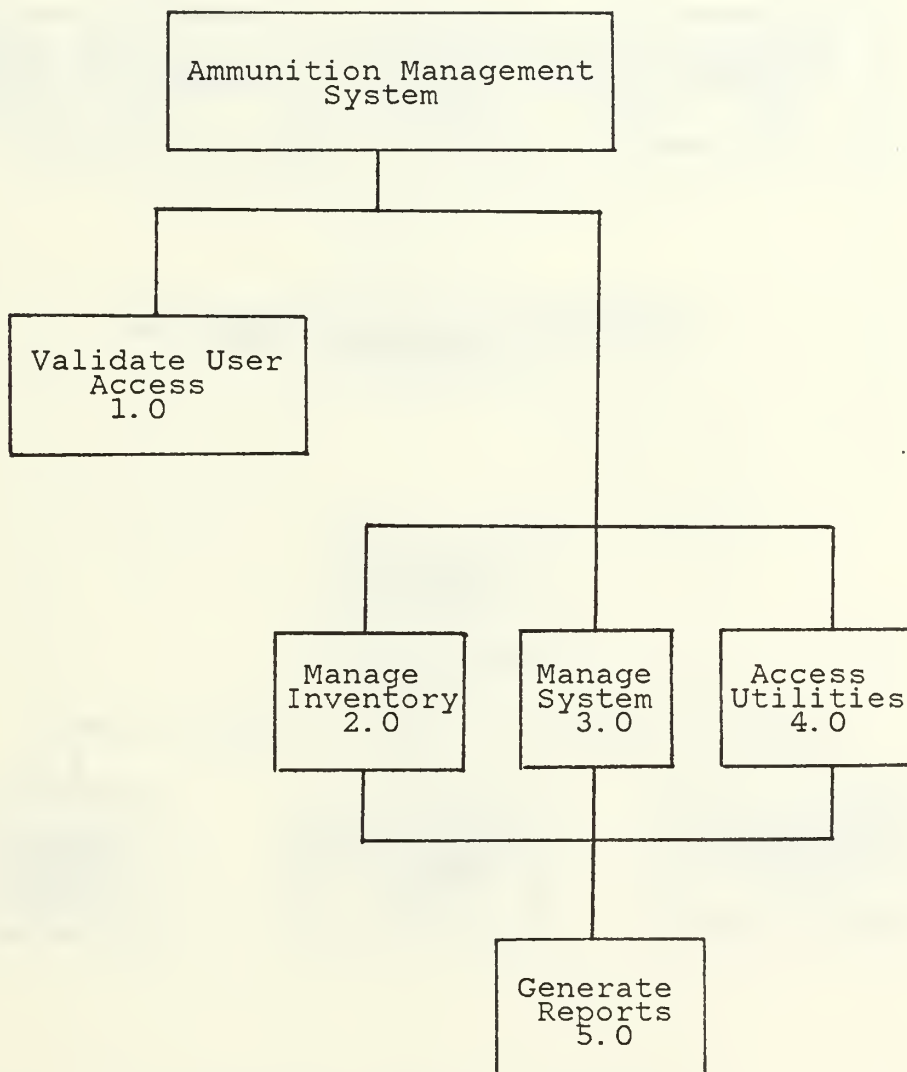 Ammunition Management
System
Validate User
Access
1.0
Manage
Inventory
2.0
Manage
System
3.0
Access
Utilities
4.0
Generate
Reports
5.0